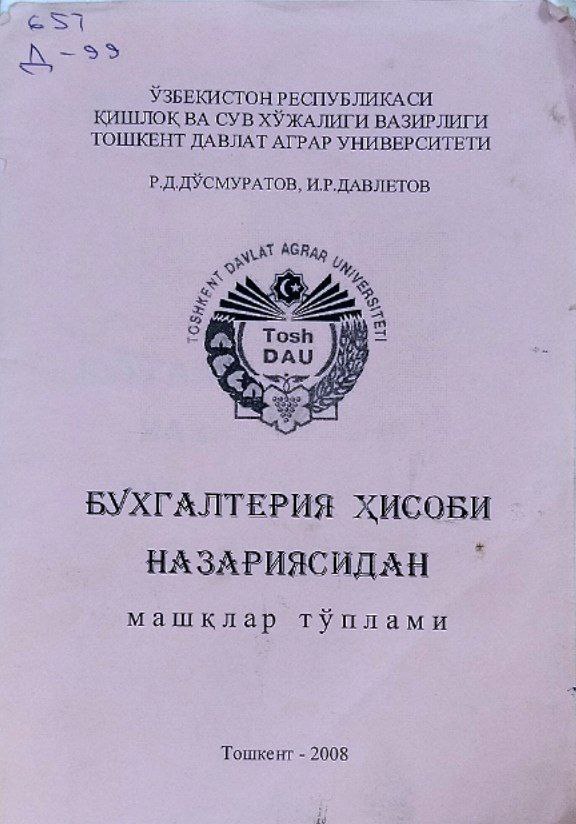 657
Д-99
ЎЗБЕКИСТОН РЕСПУБЛИКАСИ
ҚИШЛОҚ ВА СУВ ХЎЖАЛИГИ ВАЗИРЛИГИ
ТОШКЕНТ ДАВЛАТ АГРАР УНИВЕРСИТЕТИ
Р.Д.ДЎСМУРАТОВ, И.Р.ДАВЛЕТОВ
TOSHKENT DAVLAT AGRAR UNIVERSITETI
Tosh
DAU
БУХГАЛТЕРИЯ ҲИСОБИ
НАЗАРИЯСИДАН
машқлар тўплами
Тошкент - 2008